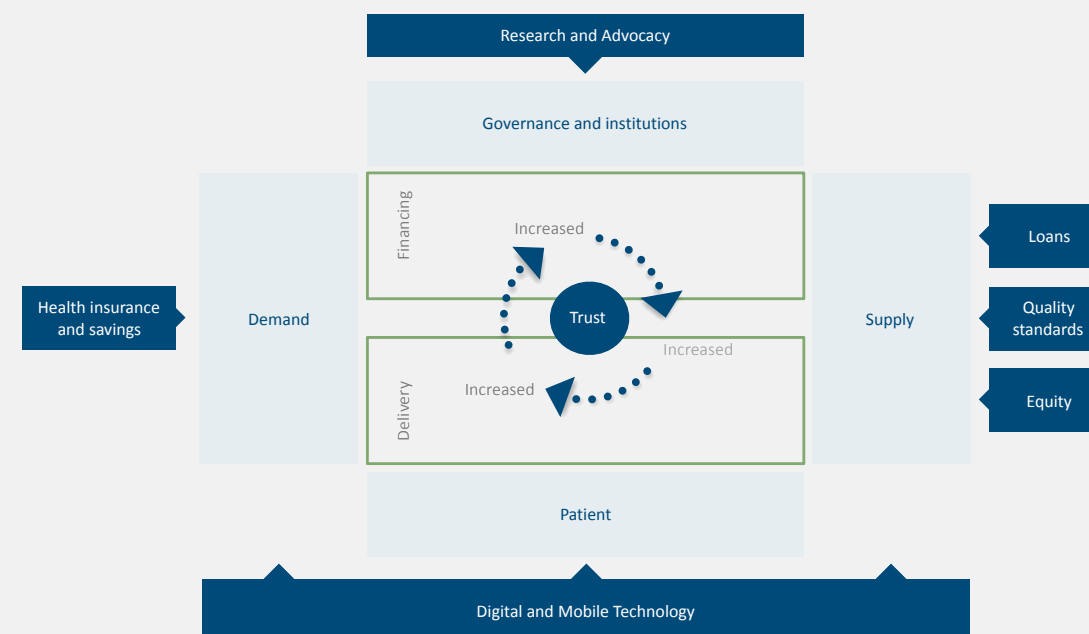 Research and Advocacy
Governance and institutions
Financing
Increased
Loans
Health insurance
and savings
Demand
Trust
Supply
Quality
standards
Increased
Increased
Delivery
Equity
Patient
Digital and Mobile Technology